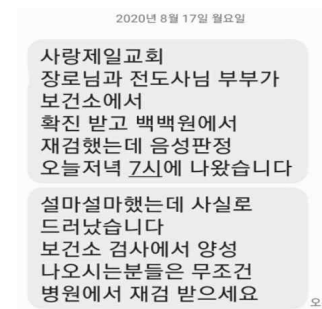 2020년 8월 17일 월요일
사랑제일교회
장로님과 전도사님 부부가
보건소에서
확진 받고 백백원에서
재검했는데 음성판정
오늘저녁 7시에 나왔습니다
설마설마했는데 사실로
드러났습니다
보건소 검사에서 양성
나오시는분들은 무조건
병원에서 재검 받으세요
오